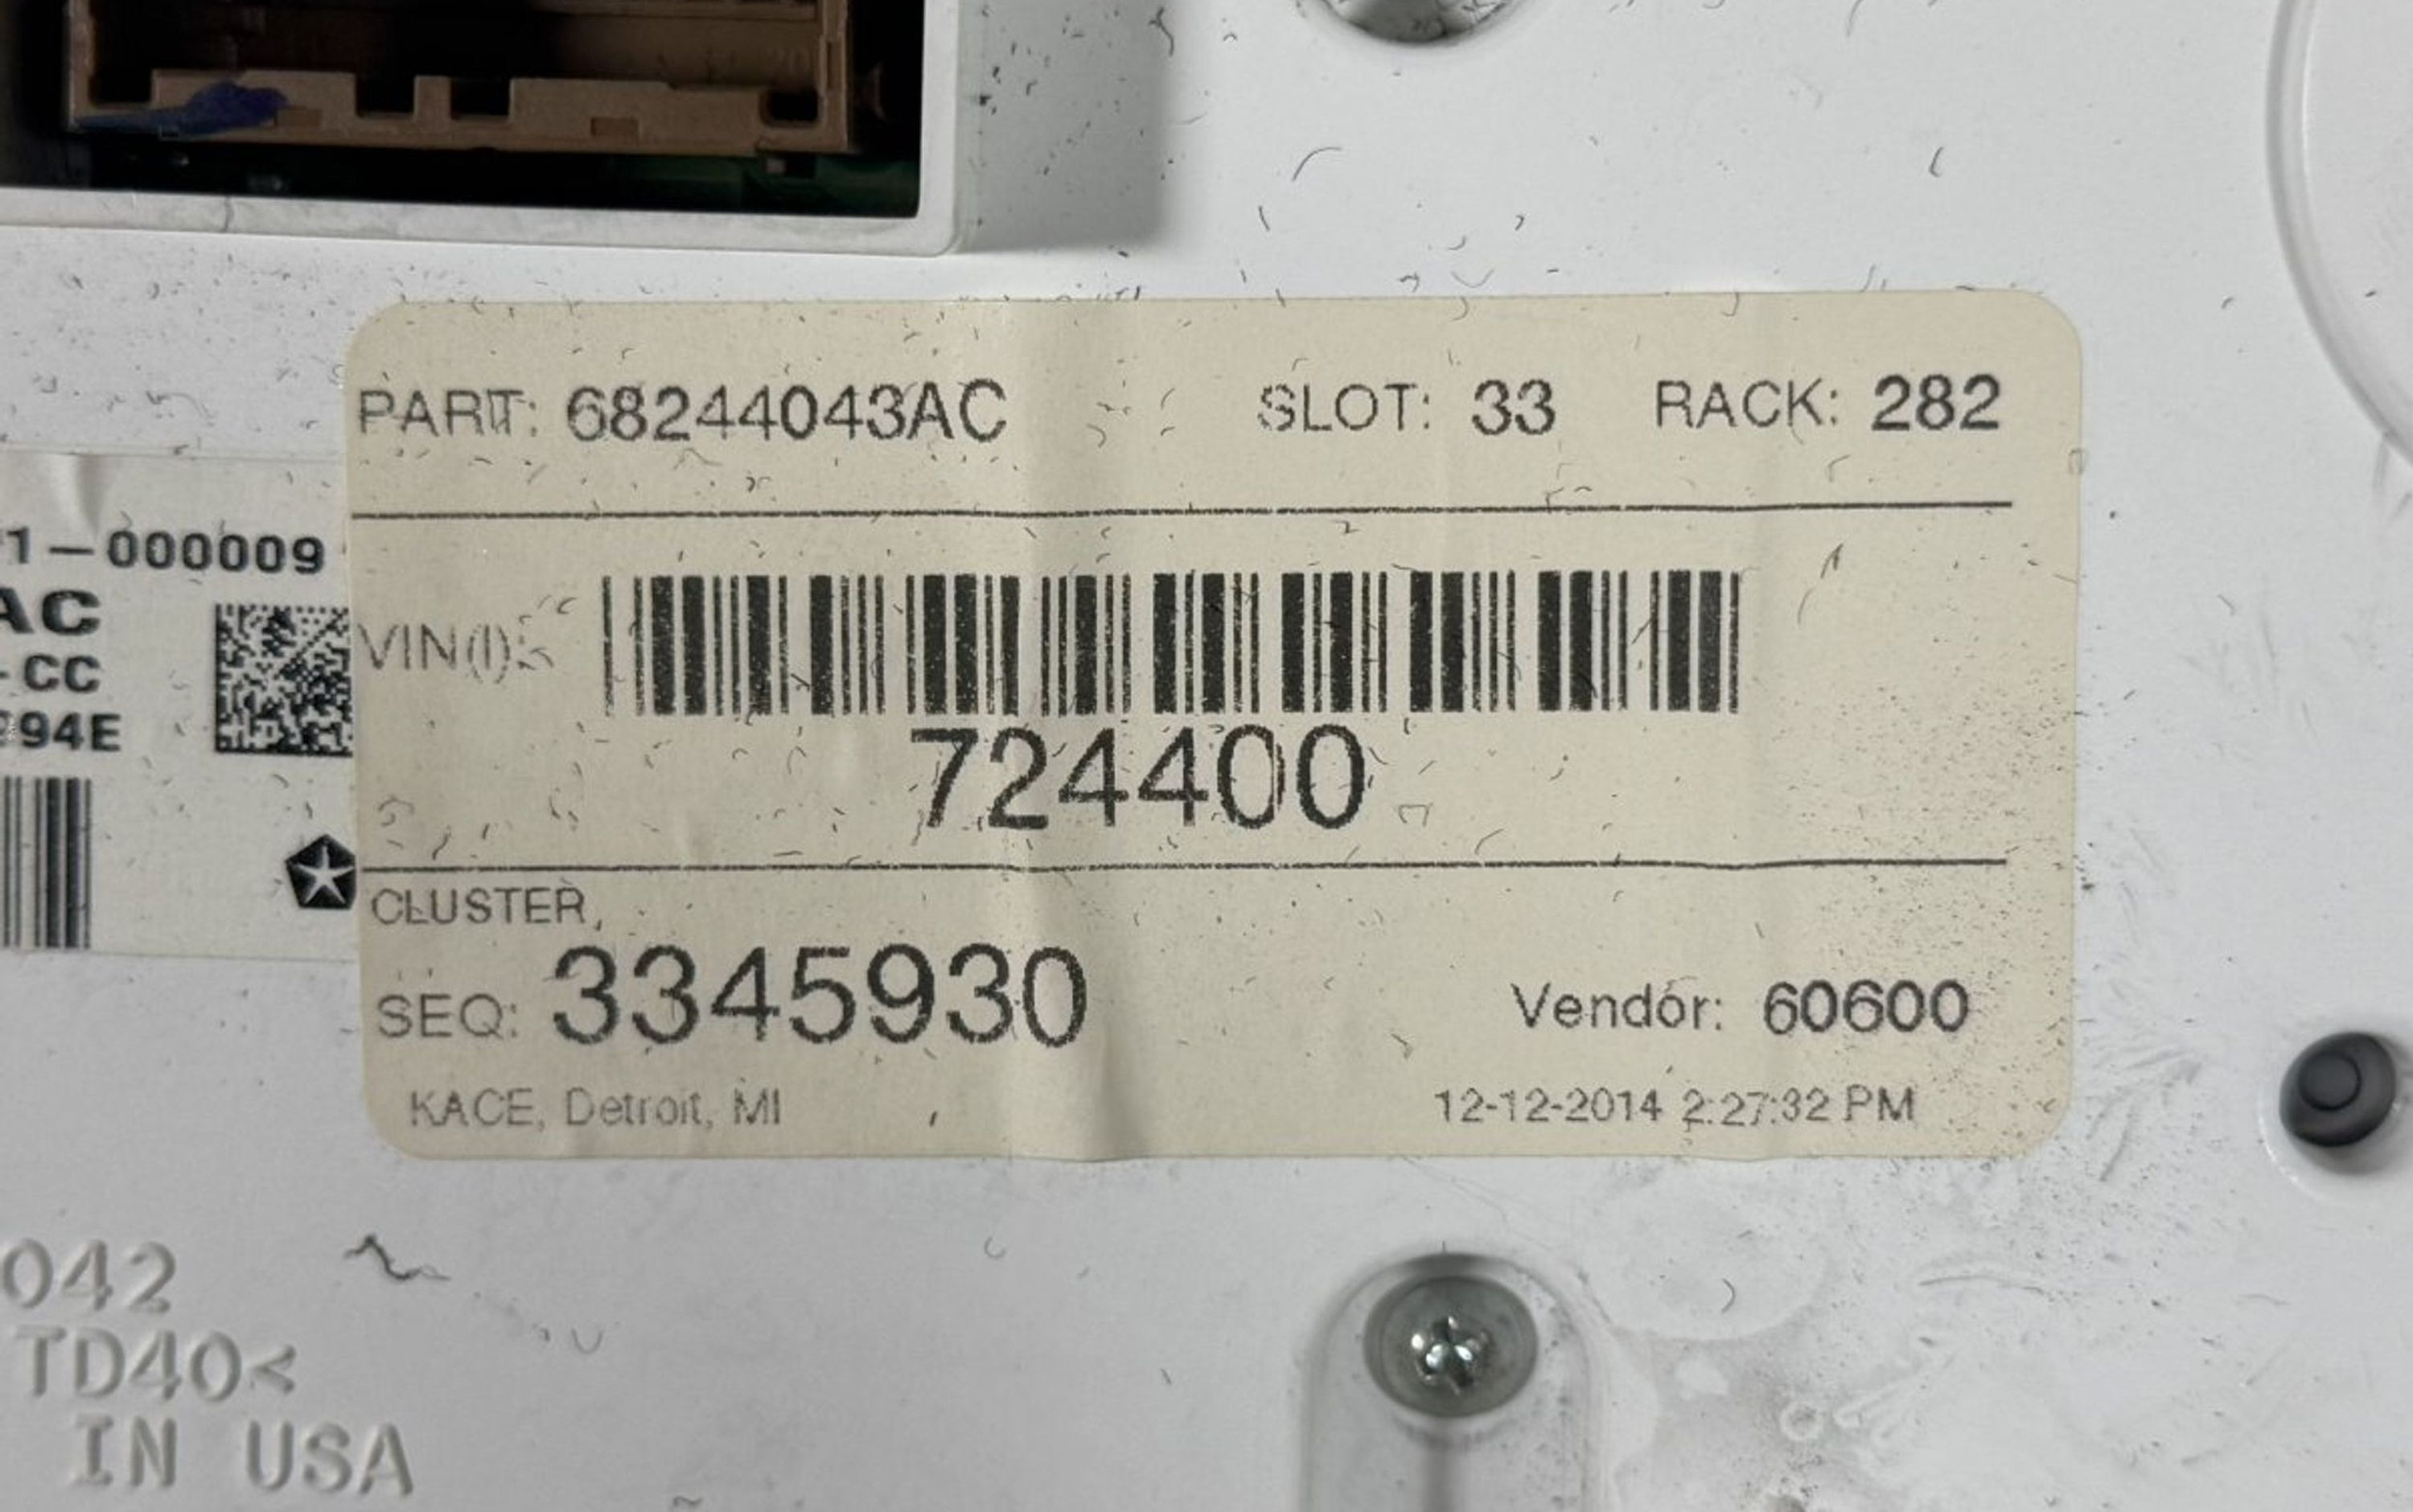 PART: 68244043AC SLOT: 33 RACK: 282
1-000009
AC
-CC
94E
VIN(I):
724400
CLUSTER,
SEQ: 3345930 Vendor: 60600
KACE, Detroit, MI 12-12-2014 2:27:32 PM
042
TD40<
IN USA